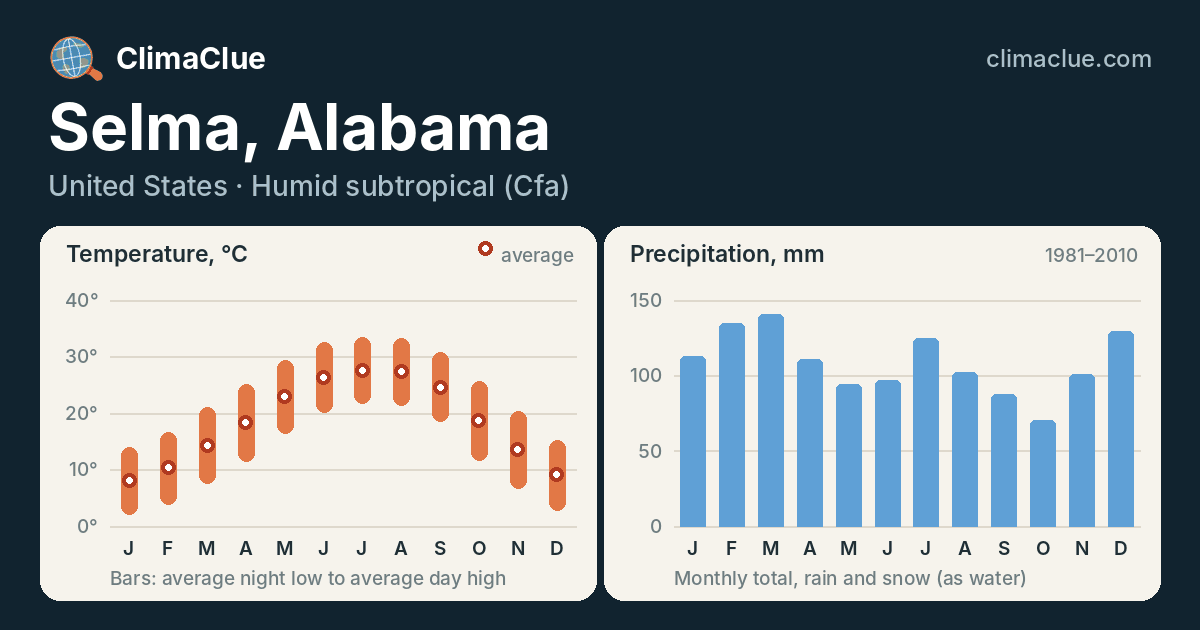 ClimaClue
climaclue.com
Selma, Alabama
United States · Humid subtropical (Cfa)
Temperature, °C
average
40°
30°
20°
10°
0°
J F M A M J J A S O N D
Bars: average night low to average day high
Precipitation, mm
1981–2010
150
100
50
0
J F M A M J J A S O N D
Monthly total, rain and snow (as water)